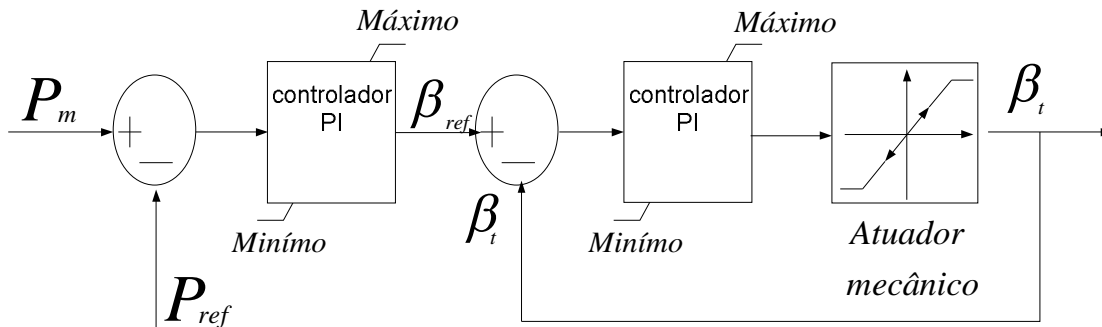 Máximo
Máximo
controlador
PI
controlador
PI
P_m
β_ref
β_t
+
+
β_t
Minímo
Minímo
Atuador
mecânico
P_ref